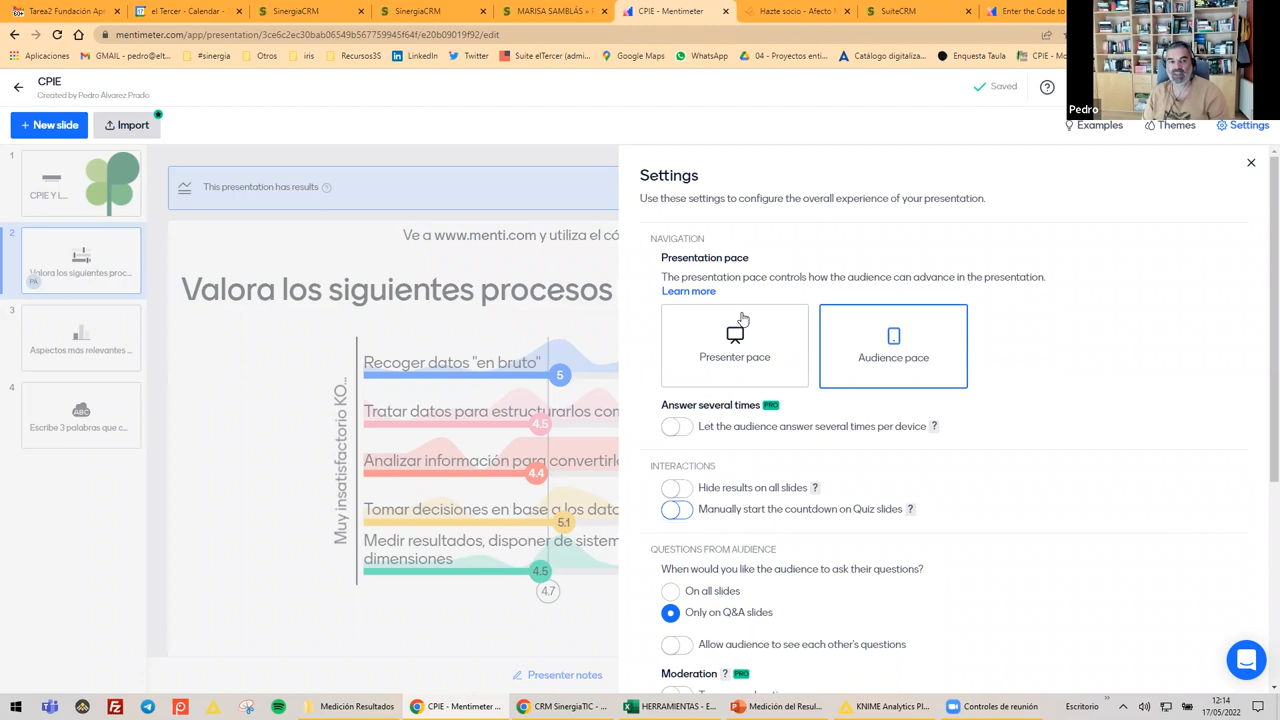 Tarea2 Fundación Ap
el Tercer - Calendar -
SinergiaCRM
SinergiaCRM
MARISA SAMBLÁS » F
CPIE - Mentimeter
Hazte socio - Afecto
SuiteCRM
Enter the Code to
mentimeter.com/app/presentation/3ce6c2ec30bab06549b567759945f64f/e20bf69019f92/edit
Aplicaciones
GMAIL - pedro@elt...
#sinergia
Otros
iris
RecursosGS
LinkedIN
Twitter
Suite elTercer (admi...
Google Maps
WhatsApp
04 - Proyectos enti...
Catálogo digitaliza...
Enquesta Taula
CPIE - Me
CPIE
Created by Pedro Alvarez Prado
Saved
Pedro
+ New slide
Import
Examples
Themes
Settings
1
CPIE Y L...
2
Valora los siguientes proc...
PA
3
Aspectos más relevantes ...
4
ABC
Escribe 3 palabras que c...
This presentation has results
Ve a www.menti.com y utiliza el có
Valora los siguientes procesos
Muy insatisfactorio KO...
Recoger datos "en bruto"
5
Tratar datos para estructurarlos con
4.5
Analizar información para convertirlo
4.4
Tomar decisiones en base a los dato
5.1
Medir resultados, disponer de sistem
dimensiones
4.5
4.7
Presenter notes
Settings
Use these settings to configure the overall experience of your presentation.
NAVIGATION
Presentation pace
The presentation pace controls how the audience can advance in the presentation.
Learn more
Presenter pace
Audience pace
Answer several times PRO
Let the audience answer several times per device ?
INTERACTIONS
Hide results on all slides ?
Manually start the countdown on Quiz slides ?
QUESTIONS FROM AUDIENCE
When would you like the audience to ask their questions?
On all slides
Only on Q&A slides
Allow audience to see each other's questions
Moderation ? PRO
Medición Resultados
CPIE - Mentimeter ...
CRM SinergiaTIC - ...
HERRAMIENTAS - E...
Medición del Resul...
KNIME Analytics Pl...
Controles de reunión
Escritorio
12:14
17/05/2022